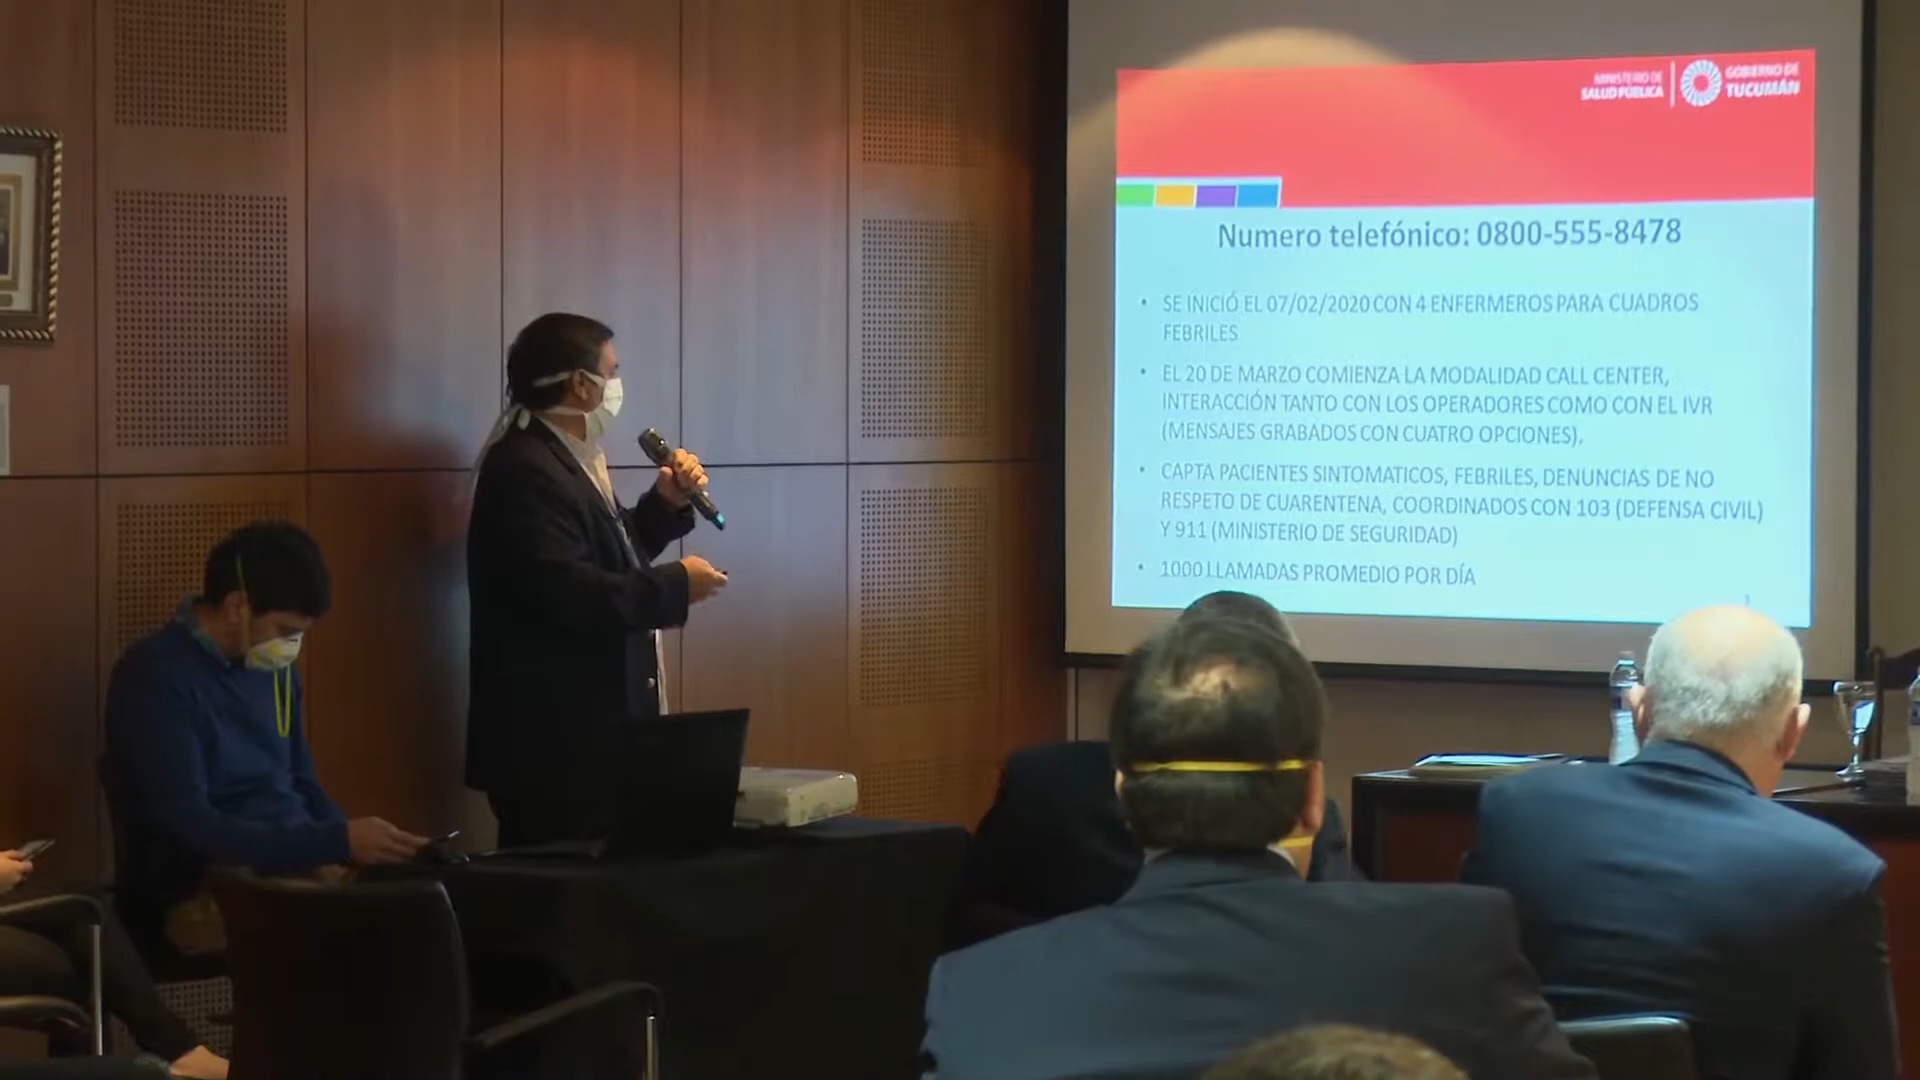 MINISTERIO DE
SALUD PÚBLICA
GOBIERNO DE
TUCUMÁN
Numero telefónico: 0800-555-8478
• SE INICIÓ EL 07/02/2020 CON 4 ENFERMEROS PARA CUADROS
FEBRILES
• EL 20 DE MARZO COMIENZA LA MODALIDAD CALL CENTER,
INTERACCIÓN TANTO CON LOS OPERADORES COMO CON EL IVR
(MENSAJES GRABADOS CON CUATRO OPCIONES).
• CAPTA PACIENTES SINTOMATICOS, FEBRILES, DENUNCIAS DE NO
RESPETO DE CUARENTENA, COORDINADOS CON 103 (DEFENSA CIVIL)
Y 911 (MINISTERIO DE SEGURIDAD)
• 1000 LLAMADAS PROMEDIO POR DÍA